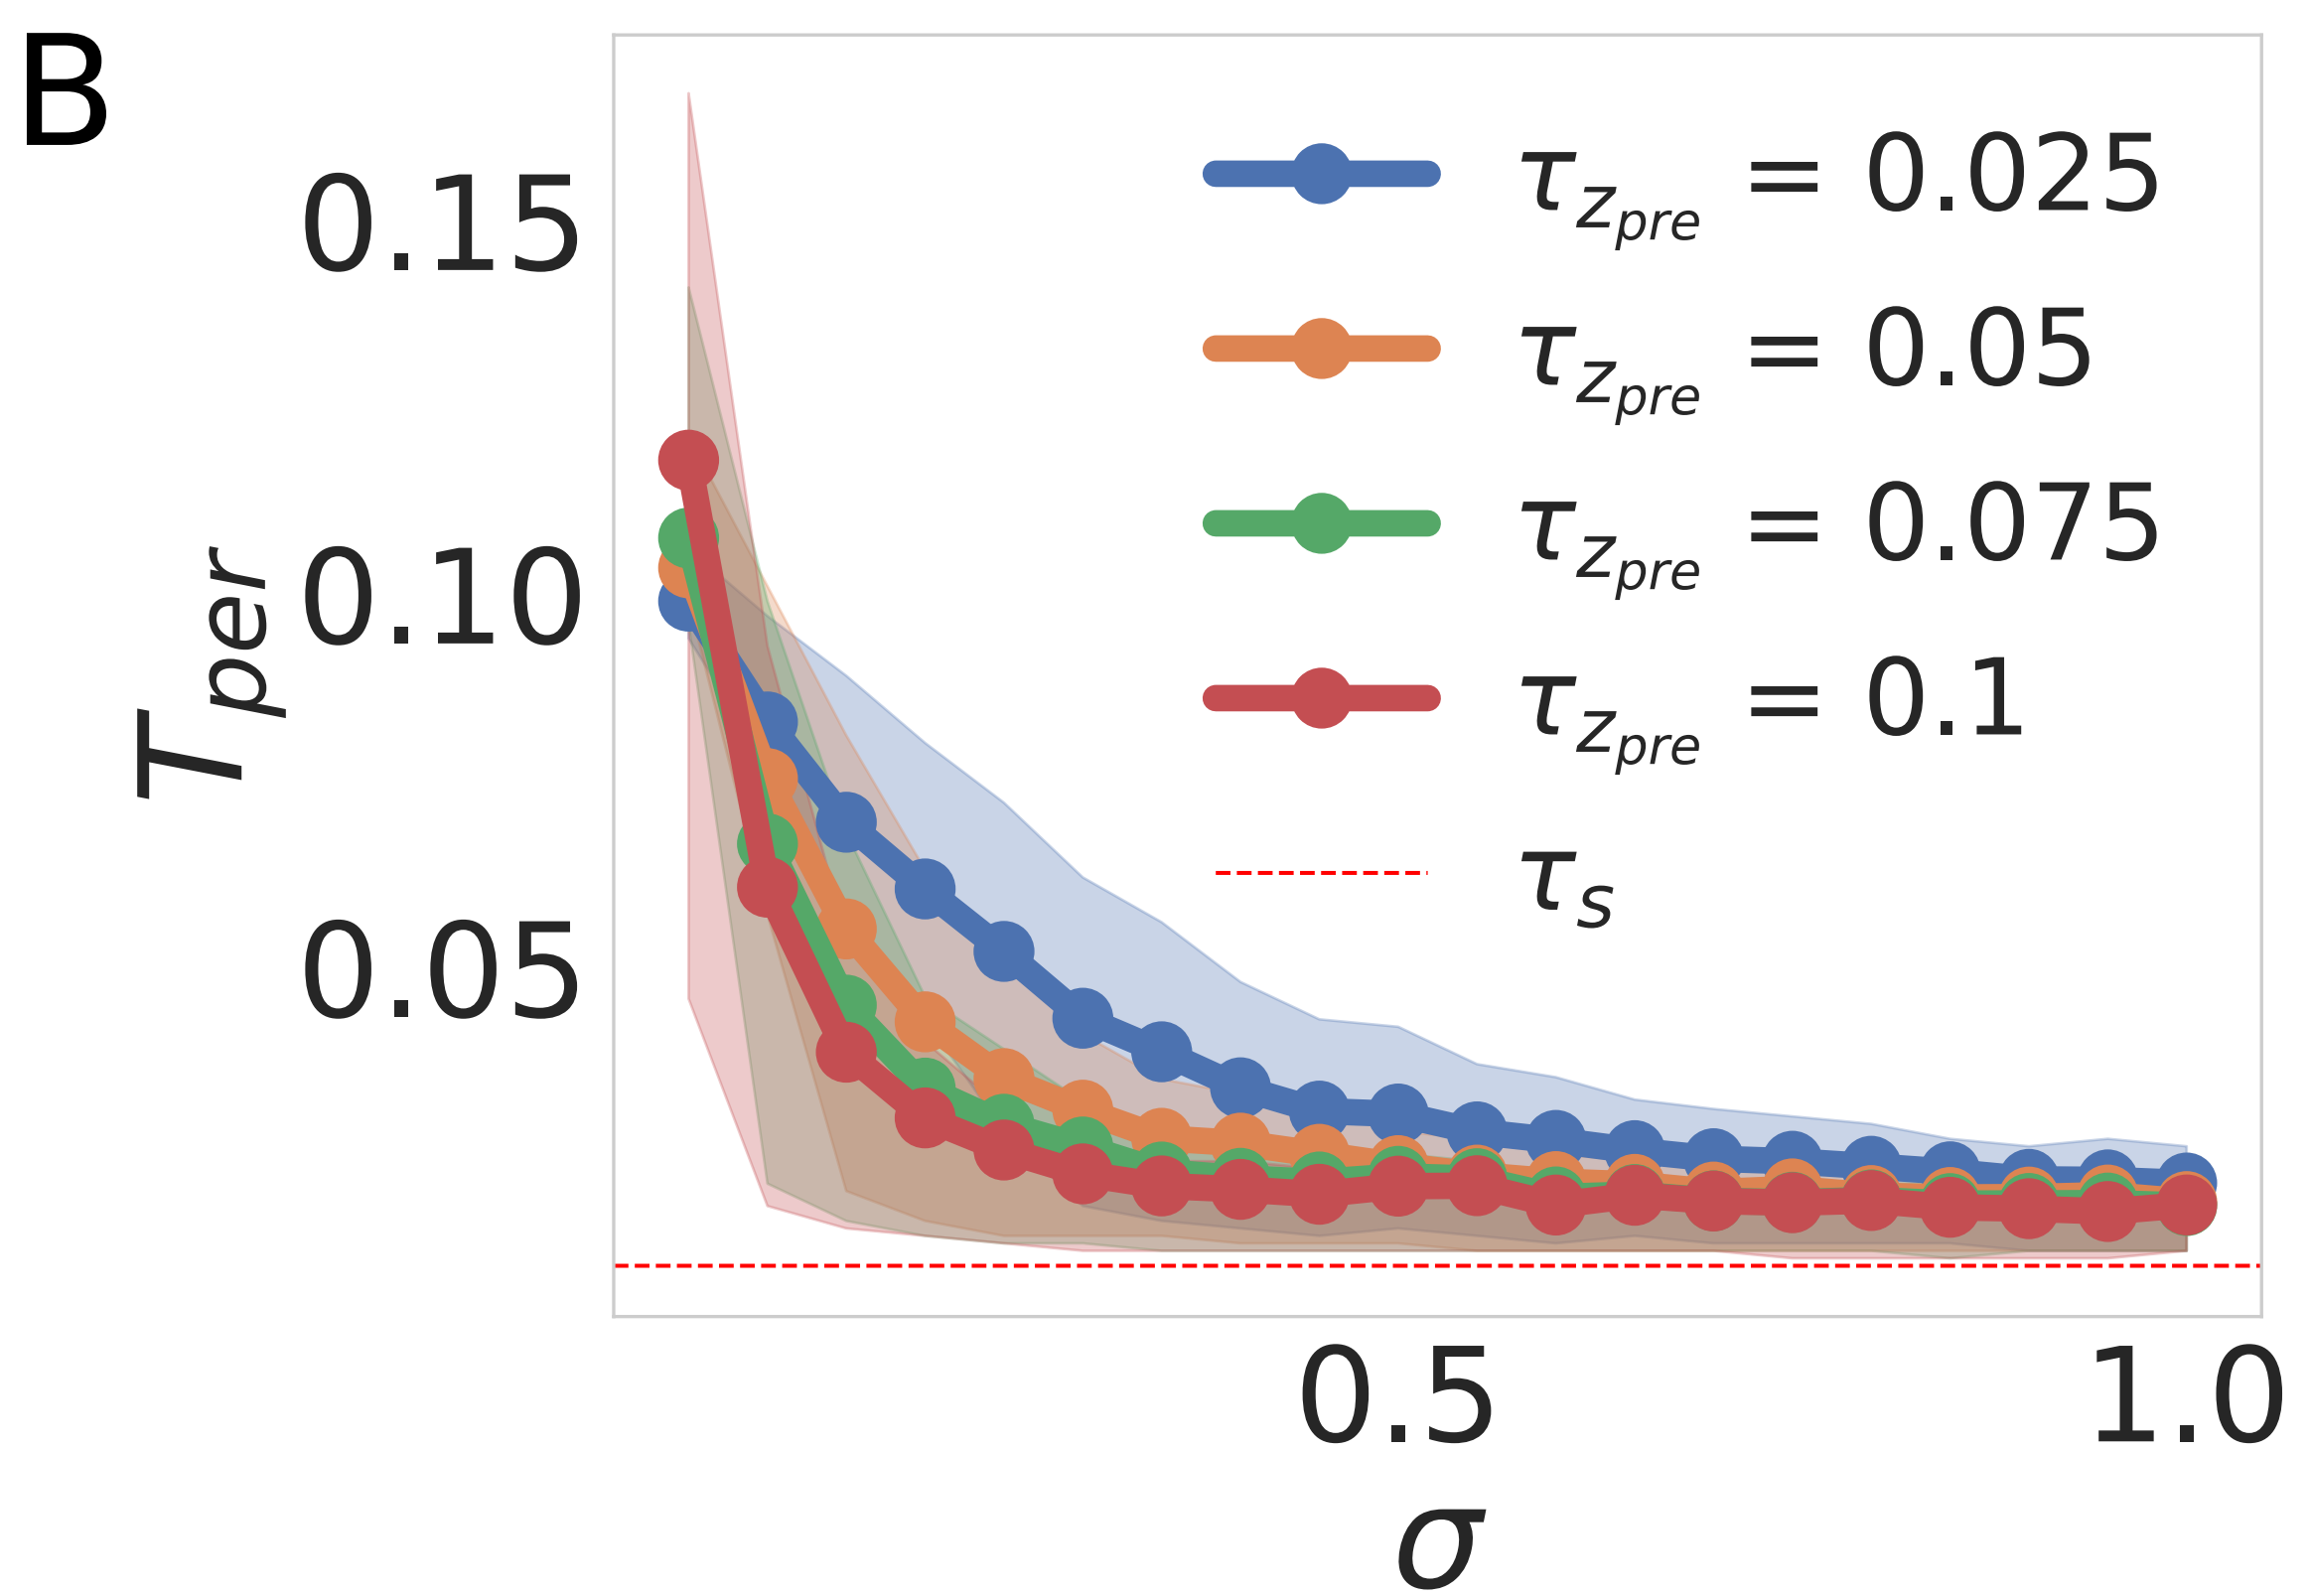 B
0.15
0.10
0.05
T_per
τ_z_pre = 0.025
τ_z_pre = 0.05
τ_z_pre = 0.075
τ_z_pre = 0.1
τ_s
0.5 1.0
σ